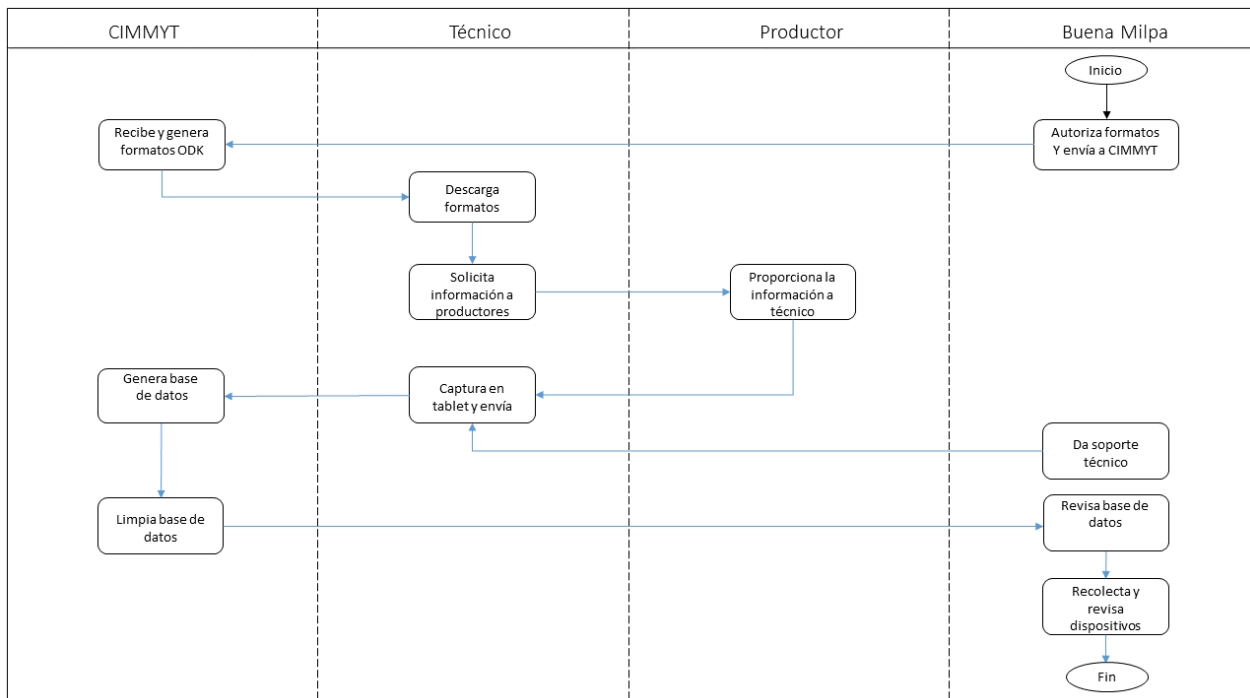 CIMMYT
Técnico
Productor
Buena Milpa
Inicio
Autoriza formatos
Y envía a CIMMYT
Recibe y genera
formatos ODK
Descarga
formatos
Solicita
información a
productores
Proporciona la
información a
técnico
Captura en
tablet y envía
Genera base
de datos
Da soporte
técnico
Limpia base de
datos
Revisa base de
datos
Recolecta y
revisa
dispositivos
Fin